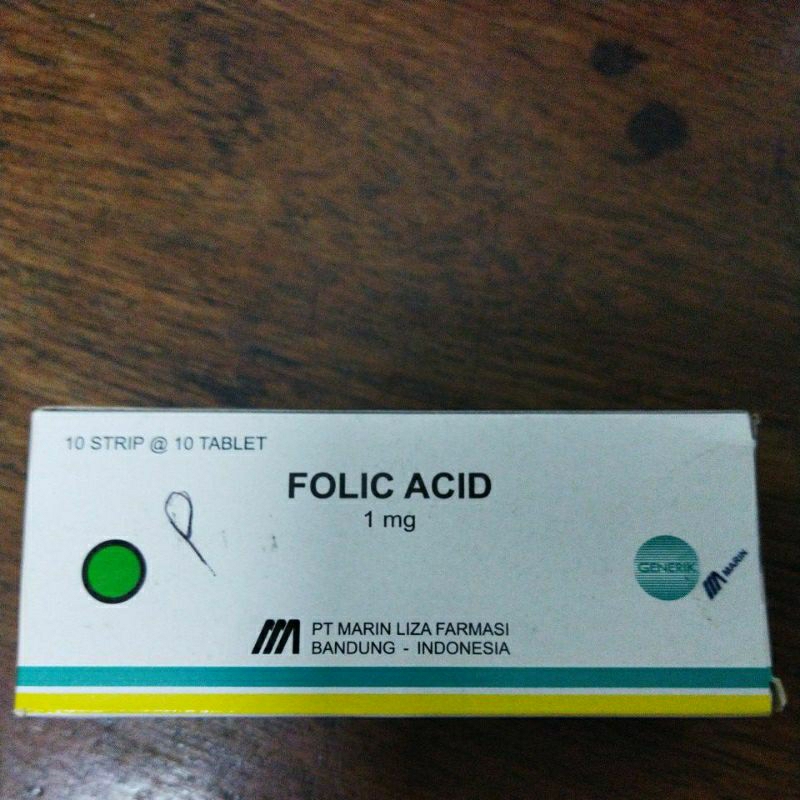 10 STRIP @ 10 TABLET
FOLIC ACID
1 mg
GENERIK
MARIN
PT MARIN LIZA FARMASI
BANDUNG - INDONESIA